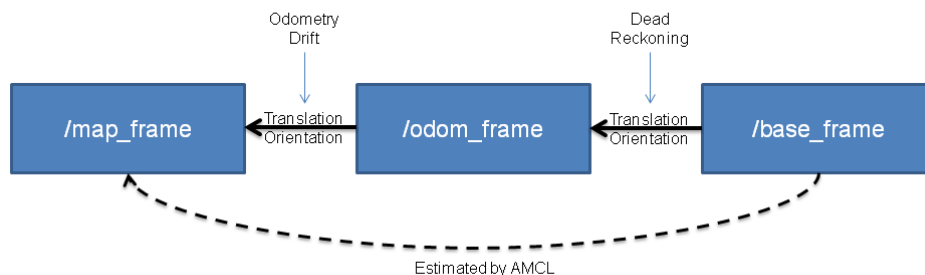 Odometry
Drift
Dead
Reckoning
/map_frame
Translation
Orientation
/odom_frame
Translation
Orientation
/base_frame
Estimated by AMCL